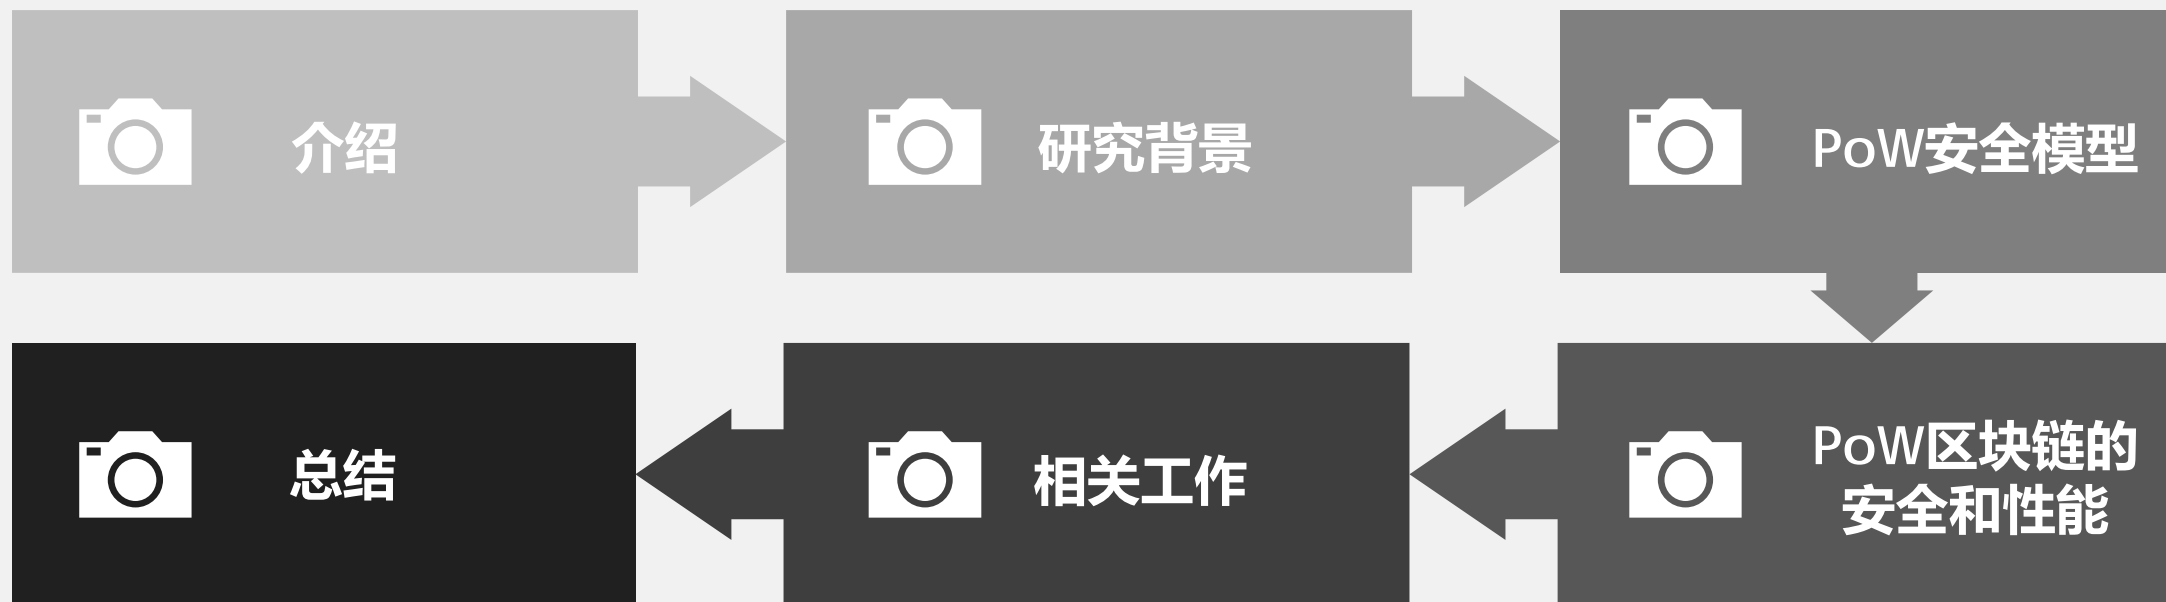 介绍
研究背景
PoW安全模型
PoW区块链的
安全和性能
相关工作
总结